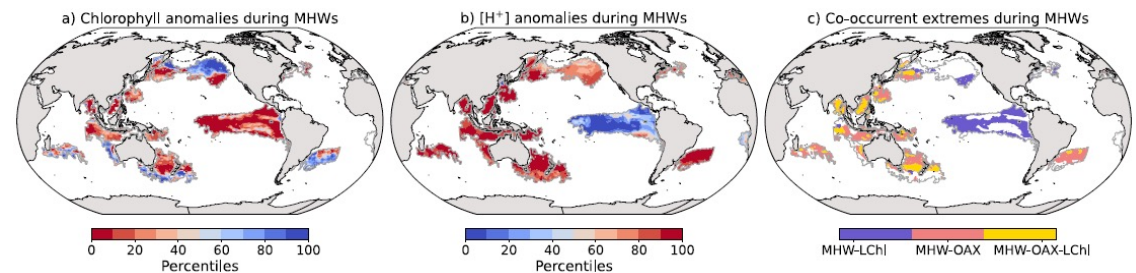 a) Chlorophyll anomalies during MHWs
b) [H⁺] anomalies during MHWs
c) Co-occurrent extremes during MHWs
0 20 40 60 80 100
Percentiles
0 20 40 60 80 100
Percentiles
MHW-LChl MHW-OAX MHW-OAX-LChl